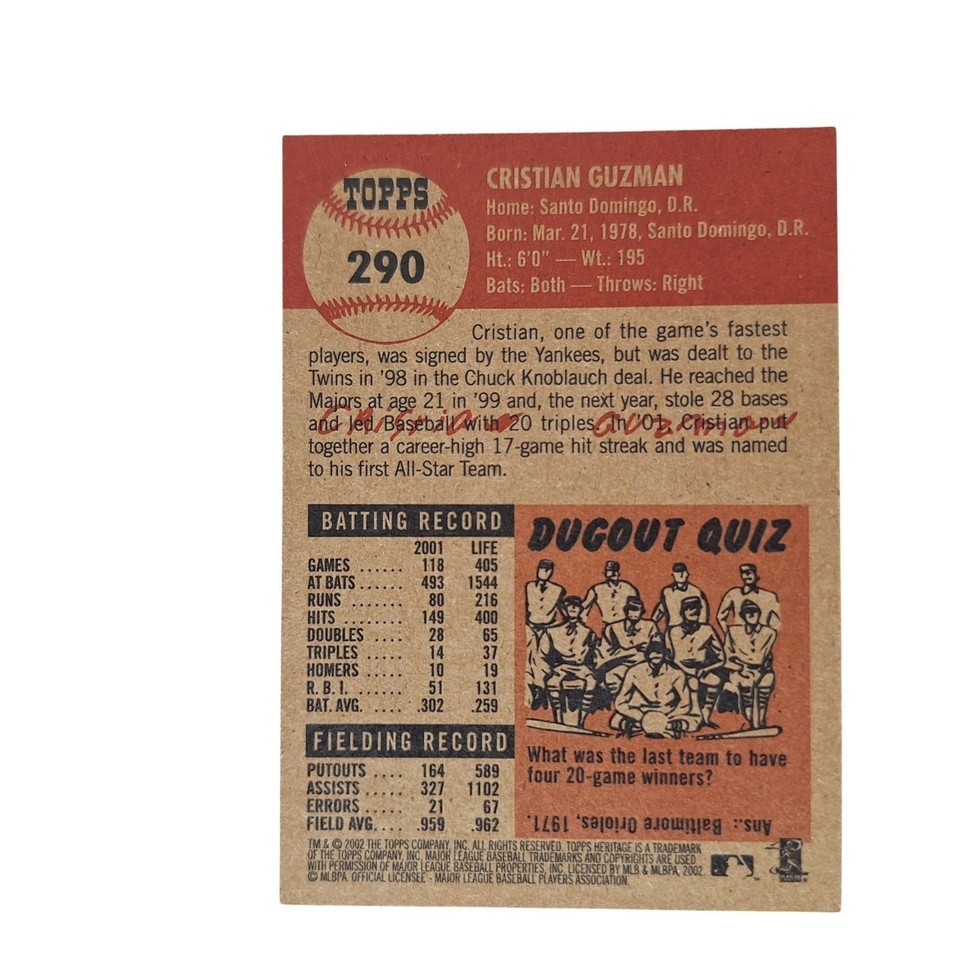 TOPPS
290
CRISTIAN GUZMAN
Home: Santo Domingo, D.R.
Born: Mar. 21, 1978, Santo Domingo, D.R.
Ht.: 6'0" — Wt.: 195
Bats: Both — Throws: Right
Cristian, one of the game's fastest
players, was signed by the Yankees, but was dealt to the
Twins in '98 in the Chuck Knoblauch deal. He reached the
Majors at age 21 in '99 and, the next year, stole 28 bases
and led Baseball with 20 triples. In '01, Cristian put
together a career-high 17-game hit streak and was named
to his first All-Star Team.
Cristian Guzman
BATTING RECORD
2001 LIFE
GAMES ...... 118 405
AT BATS ...... 493 1544
RUNS ....... 80 216
HITS ........ 149 400
DOUBLES .... 28 65
TRIPLES ..... 14 37
HOMERS .... 10 19
R. B. I. ...... 51 131
BAT. AVG. .... .302 .259
FIELDING RECORD
PUTOUTS .... 164 589
ASSISTS ..... 327 1102
ERRORS .... 21 67
FIELD AVG. ... .959 .962
DUGOUT QUIZ
What was the last team to have
four 20-game winners?
Ans.: Baltimore Orioles, 1971.
TM & © 2002 THE TOPPS COMPANY, INC. ALL RIGHTS RESERVED. TOPPS HERITAGE IS A TRADEMARK
OF THE TOPPS COMPANY, INC. MAJOR LEAGUE BASEBALL TRADEMARKS AND COPYRIGHTS ARE USED
WITH PERMISSION OF MAJOR LEAGUE BASEBALL PROPERTIES, INC. LICENSED BY MLB & MLBPA, 2002.
© MLBPA. OFFICIAL LICENSEE - MAJOR LEAGUE BASEBALL PLAYERS ASSOCIATION.